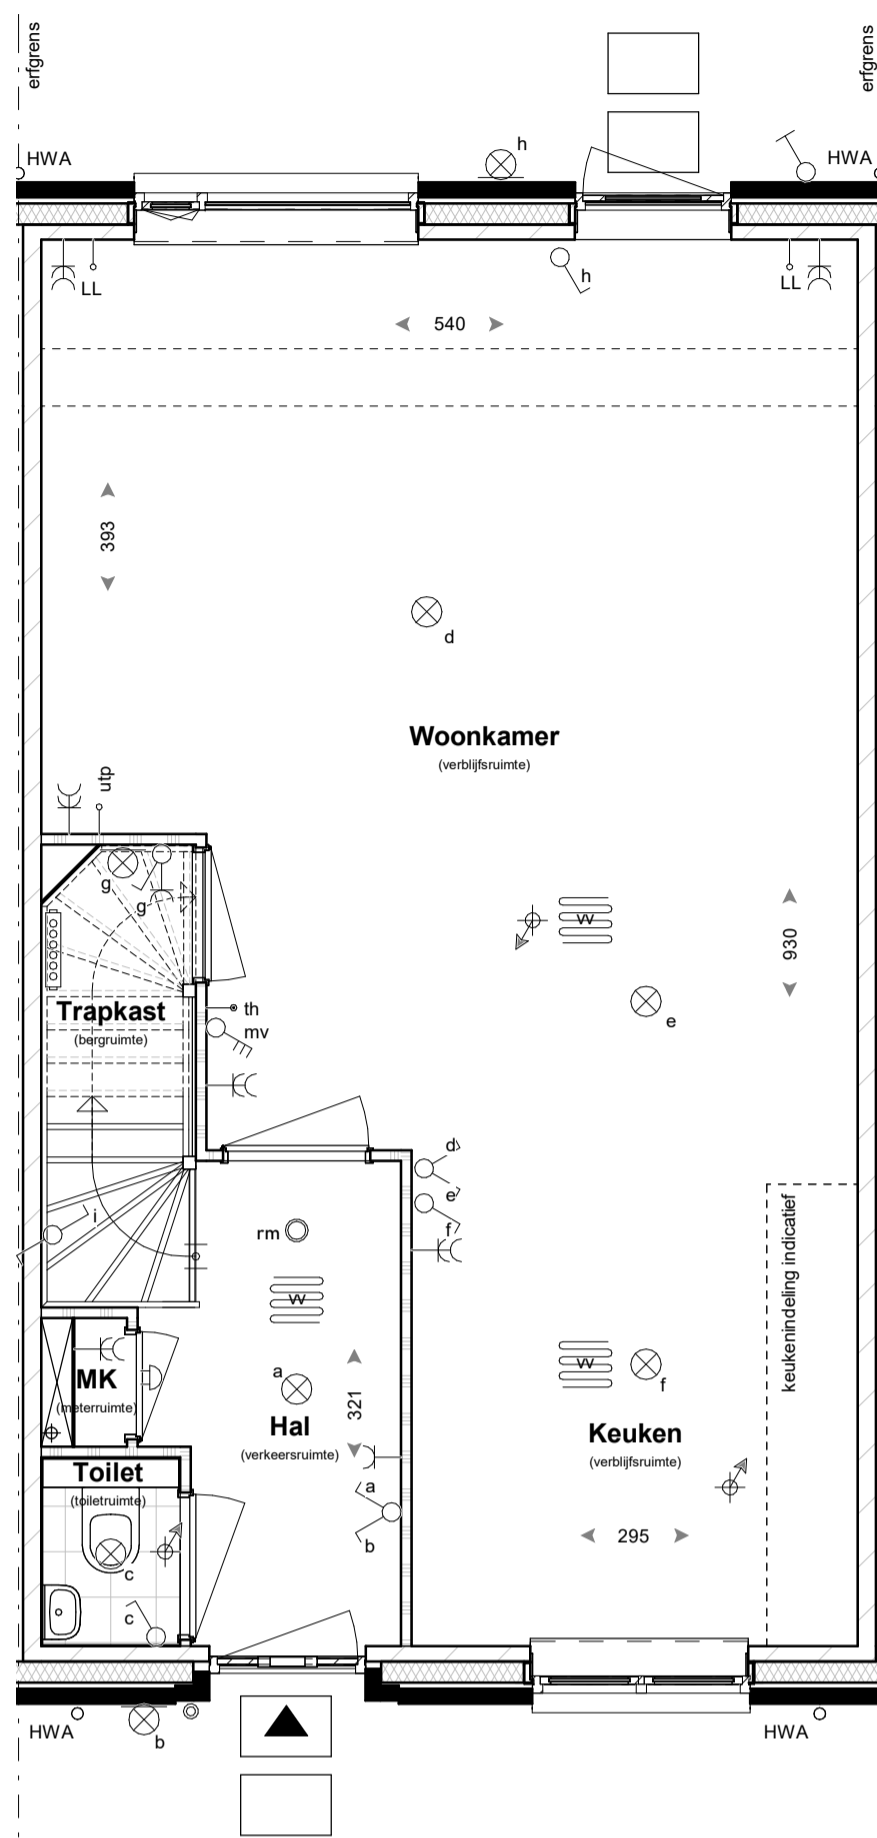 erfgrens
erfgrens
h
HWA
HWA
LL
h
LL
540
393
d
Woonkamer
(verblijfsruimte)
utp
g
g
vv
930
e
Trapkast
(bergruimte)
th
mv
d
e
f
i
rm
vv
keukenindeling indicatief
MK
(meterruimte)
a
321
vv
f
Hal
(verkeersruimte)
Keuken
(verblijfsruimte)
Toilet
(toiletruimte)
a
b
295
c
c
HWA
b
HWA